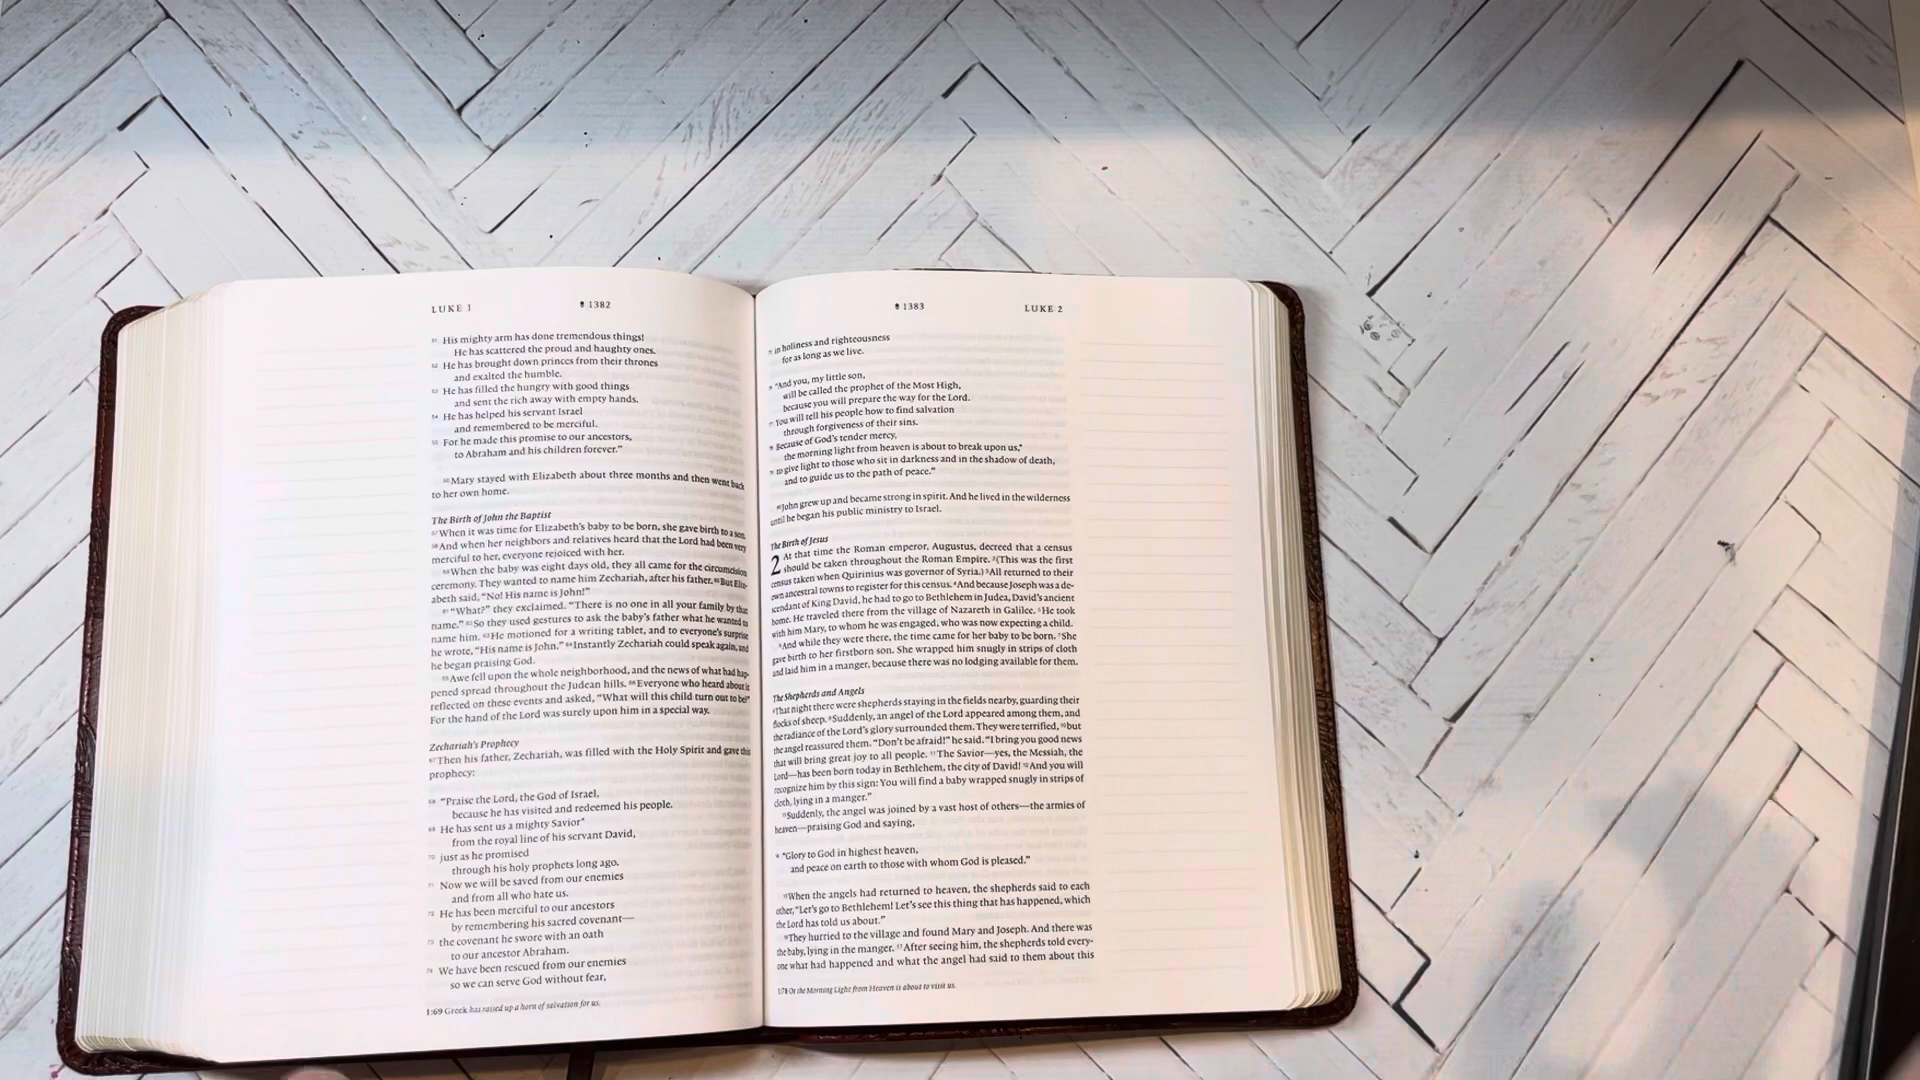 LUKE 1
1382
51 His mighty arm has done tremendous things!
He has scattered the proud and haughty ones.
52 He has brought down princes from their thrones
and exalted the humble.
53 He has filled the hungry with good things
and sent the rich away with empty hands.
54 He has helped his servant Israel
and remembered to be merciful.
55 For he made this promise to our ancestors,
to Abraham and his children forever.”
56 Mary stayed with Elizabeth about three months and then went back
to her own home.
The Birth of John the Baptist
57 When it was time for Elizabeth’s baby to be born, she gave birth to a son.
58 And when her neighbors and relatives heard that the Lord had been very
merciful to her, everyone rejoiced with her.
59 When the baby was eight days old, they all came for the circumcision
ceremony. They wanted to name him Zechariah, after his father. 60 But Eliz-
abeth said, “No! His name is John!”
61 “What?” they exclaimed. “There is no one in all your family by that
name.” 62 So they used gestures to ask the baby’s father what he wanted to
name him. 63 He motioned for a writing tablet, and to everyone’s surprise
he wrote, “His name is John.” 64 Instantly Zechariah could speak again, and
he began praising God.
65 Awe fell upon the whole neighborhood, and the news of what had hap-
pened spread throughout the Judean hills. 66 Everyone who heard about it
reflected on these events and asked, “What will this child turn out to be?”
For the hand of the Lord was surely upon him in a special way.
Zechariah’s Prophecy
67 Then his father, Zechariah, was filled with the Holy Spirit and gave this
prophecy:
68 “Praise the Lord, the God of Israel,
because he has visited and redeemed his people.
69 He has sent us a mighty Savior*
from the royal line of his servant David,
70 just as he promised
through his holy prophets long ago.
71 Now we will be saved from our enemies
and from all who hate us.
72 He has been merciful to our ancestors
by remembering his sacred covenant—
73 the covenant he swore with an oath
to our ancestor Abraham.
74 We have been rescued from our enemies
so we can serve God without fear,
1:69 Greek has raised up a horn of salvation for us.
1383
LUKE 2
75 in holiness and righteousness
for as long as we live.
76 “And you, my little son,
will be called the prophet of the Most High,
because you will prepare the way for the Lord.
77 You will tell his people how to find salvation
through forgiveness of their sins.
78 Because of God’s tender mercy,
the morning light from heaven is about to break upon us,*
79 to give light to those who sit in darkness and in the shadow of death,
and to guide us to the path of peace.”
80 John grew up and became strong in spirit. And he lived in the wilderness
until he began his public ministry to Israel.
The Birth of Jesus
2 At that time the Roman emperor, Augustus, decreed that a census
should be taken throughout the Roman Empire. 2 (This was the first
census taken when Quirinius was governor of Syria.) 3 All returned to their
own ancestral towns to register for this census. 4 And because Joseph was a de-
scendant of King David, he had to go to Bethlehem in Judea, David’s ancient
home. He traveled there from the village of Nazareth in Galilee. 5 He took
with him Mary, to whom he was engaged, who was now expecting a child.
6 And while they were there, the time came for her baby to be born. 7 She
gave birth to her firstborn son. She wrapped him snugly in strips of cloth
and laid him in a manger, because there was no lodging available for them.
The Shepherds and Angels
8 That night there were shepherds staying in the fields nearby, guarding their
flocks of sheep. 9 Suddenly, an angel of the Lord appeared among them, and
the radiance of the Lord’s glory surrounded them. They were terrified, 10 but
the angel reassured them. “Don’t be afraid!” he said. “I bring you good news
that will bring great joy to all people. 11 The Savior—yes, the Messiah, the
Lord—has been born today in Bethlehem, the city of David! 12 And you will
recognize him by this sign: You will find a baby wrapped snugly in strips of
cloth, lying in a manger.”
13 Suddenly, the angel was joined by a vast host of others—the armies of
heaven—praising God and saying,
14 “Glory to God in highest heaven,
and peace on earth to those with whom God is pleased.”
15 When the angels had returned to heaven, the shepherds said to each
other, “Let’s go to Bethlehem! Let’s see this thing that has happened, which
the Lord has told us about.”
16 They hurried to the village and found Mary and Joseph. And there was
the baby, lying in the manger. 17 After seeing him, the shepherds told every-
one what had happened and what the angel had said to them about this
1:78 Or the Morning Light from Heaven is about to visit us.